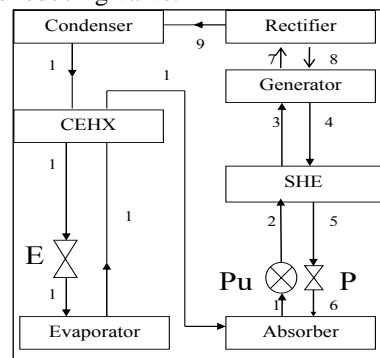 Condenser Rectifier
9
1 7 8
1
Generator
CEHX
3 4
1
SHE
1 2 5
E
Pu P
1 1 6
Evaporator Absorber